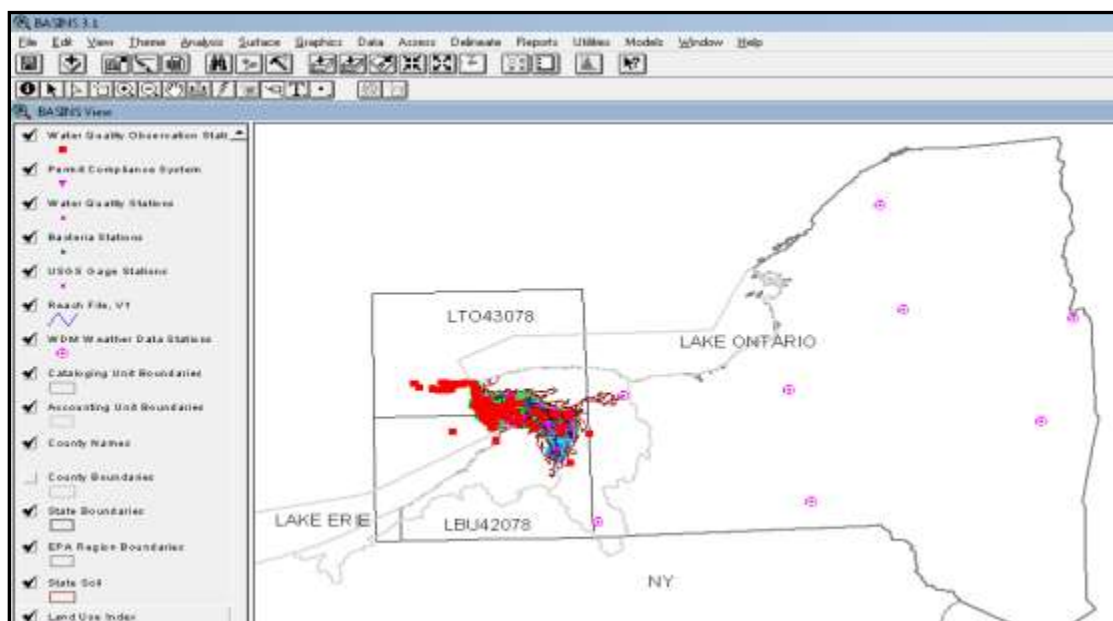 BASINS 3.1
File Edit View Theme Analysis Surface Graphics Data Assess Delineate Reports Utilities Models Window Help
BASINS View
Water Quality Observation Stati
Permit Compliance System
Water Quality Stations
Bacteria Stations
USGS Gage Stations
Reach File, V1
WDM Weather Data Stations
Cataloging Unit Boundaries
Accounting Unit Boundaries
County Names
County Boundaries
State Boundaries
EPA Region Boundaries
State Soil
Land Use Index
LTO43078
LAKE ONTARIO
LAKE ERIE
LBU42078
NY